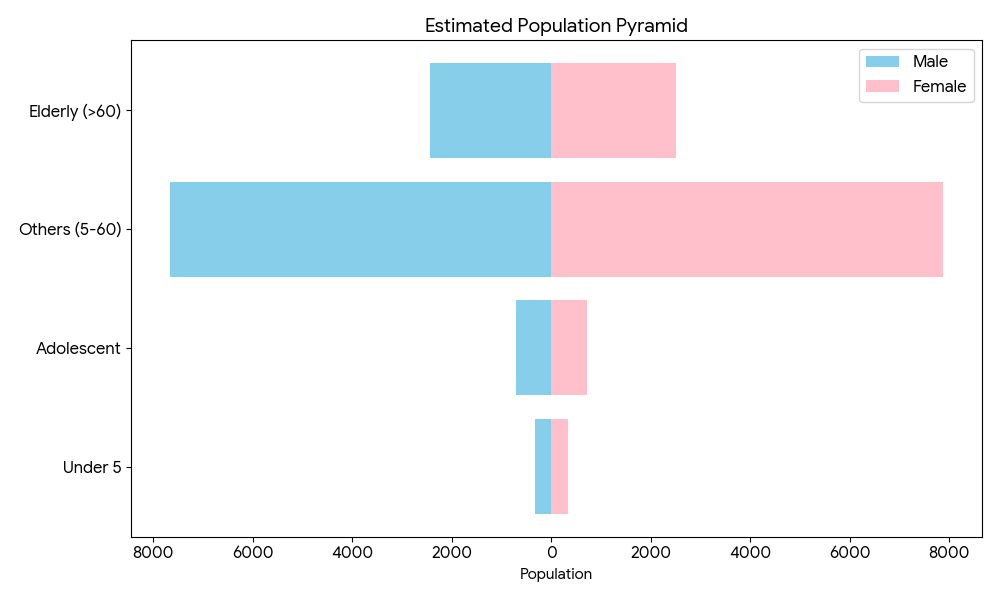 Estimated Population Pyramid
Male
Female
Elderly (>60)
Others (5-60)
Adolescent
Under 5
8000 6000 4000 2000 0 2000 4000 6000 8000
Population